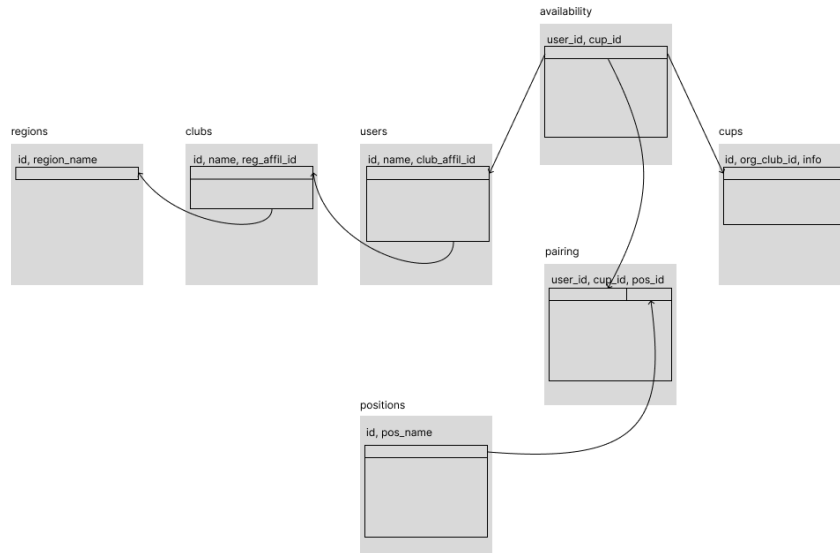 availability
user_id, cup_id
regions
clubs
users
cups
id, region_name
id, name, reg_affil_id
id, name, club_affil_id
id, org_club_id, info
pairing
user_id, cup_id, pos_id
positions
id, pos_name